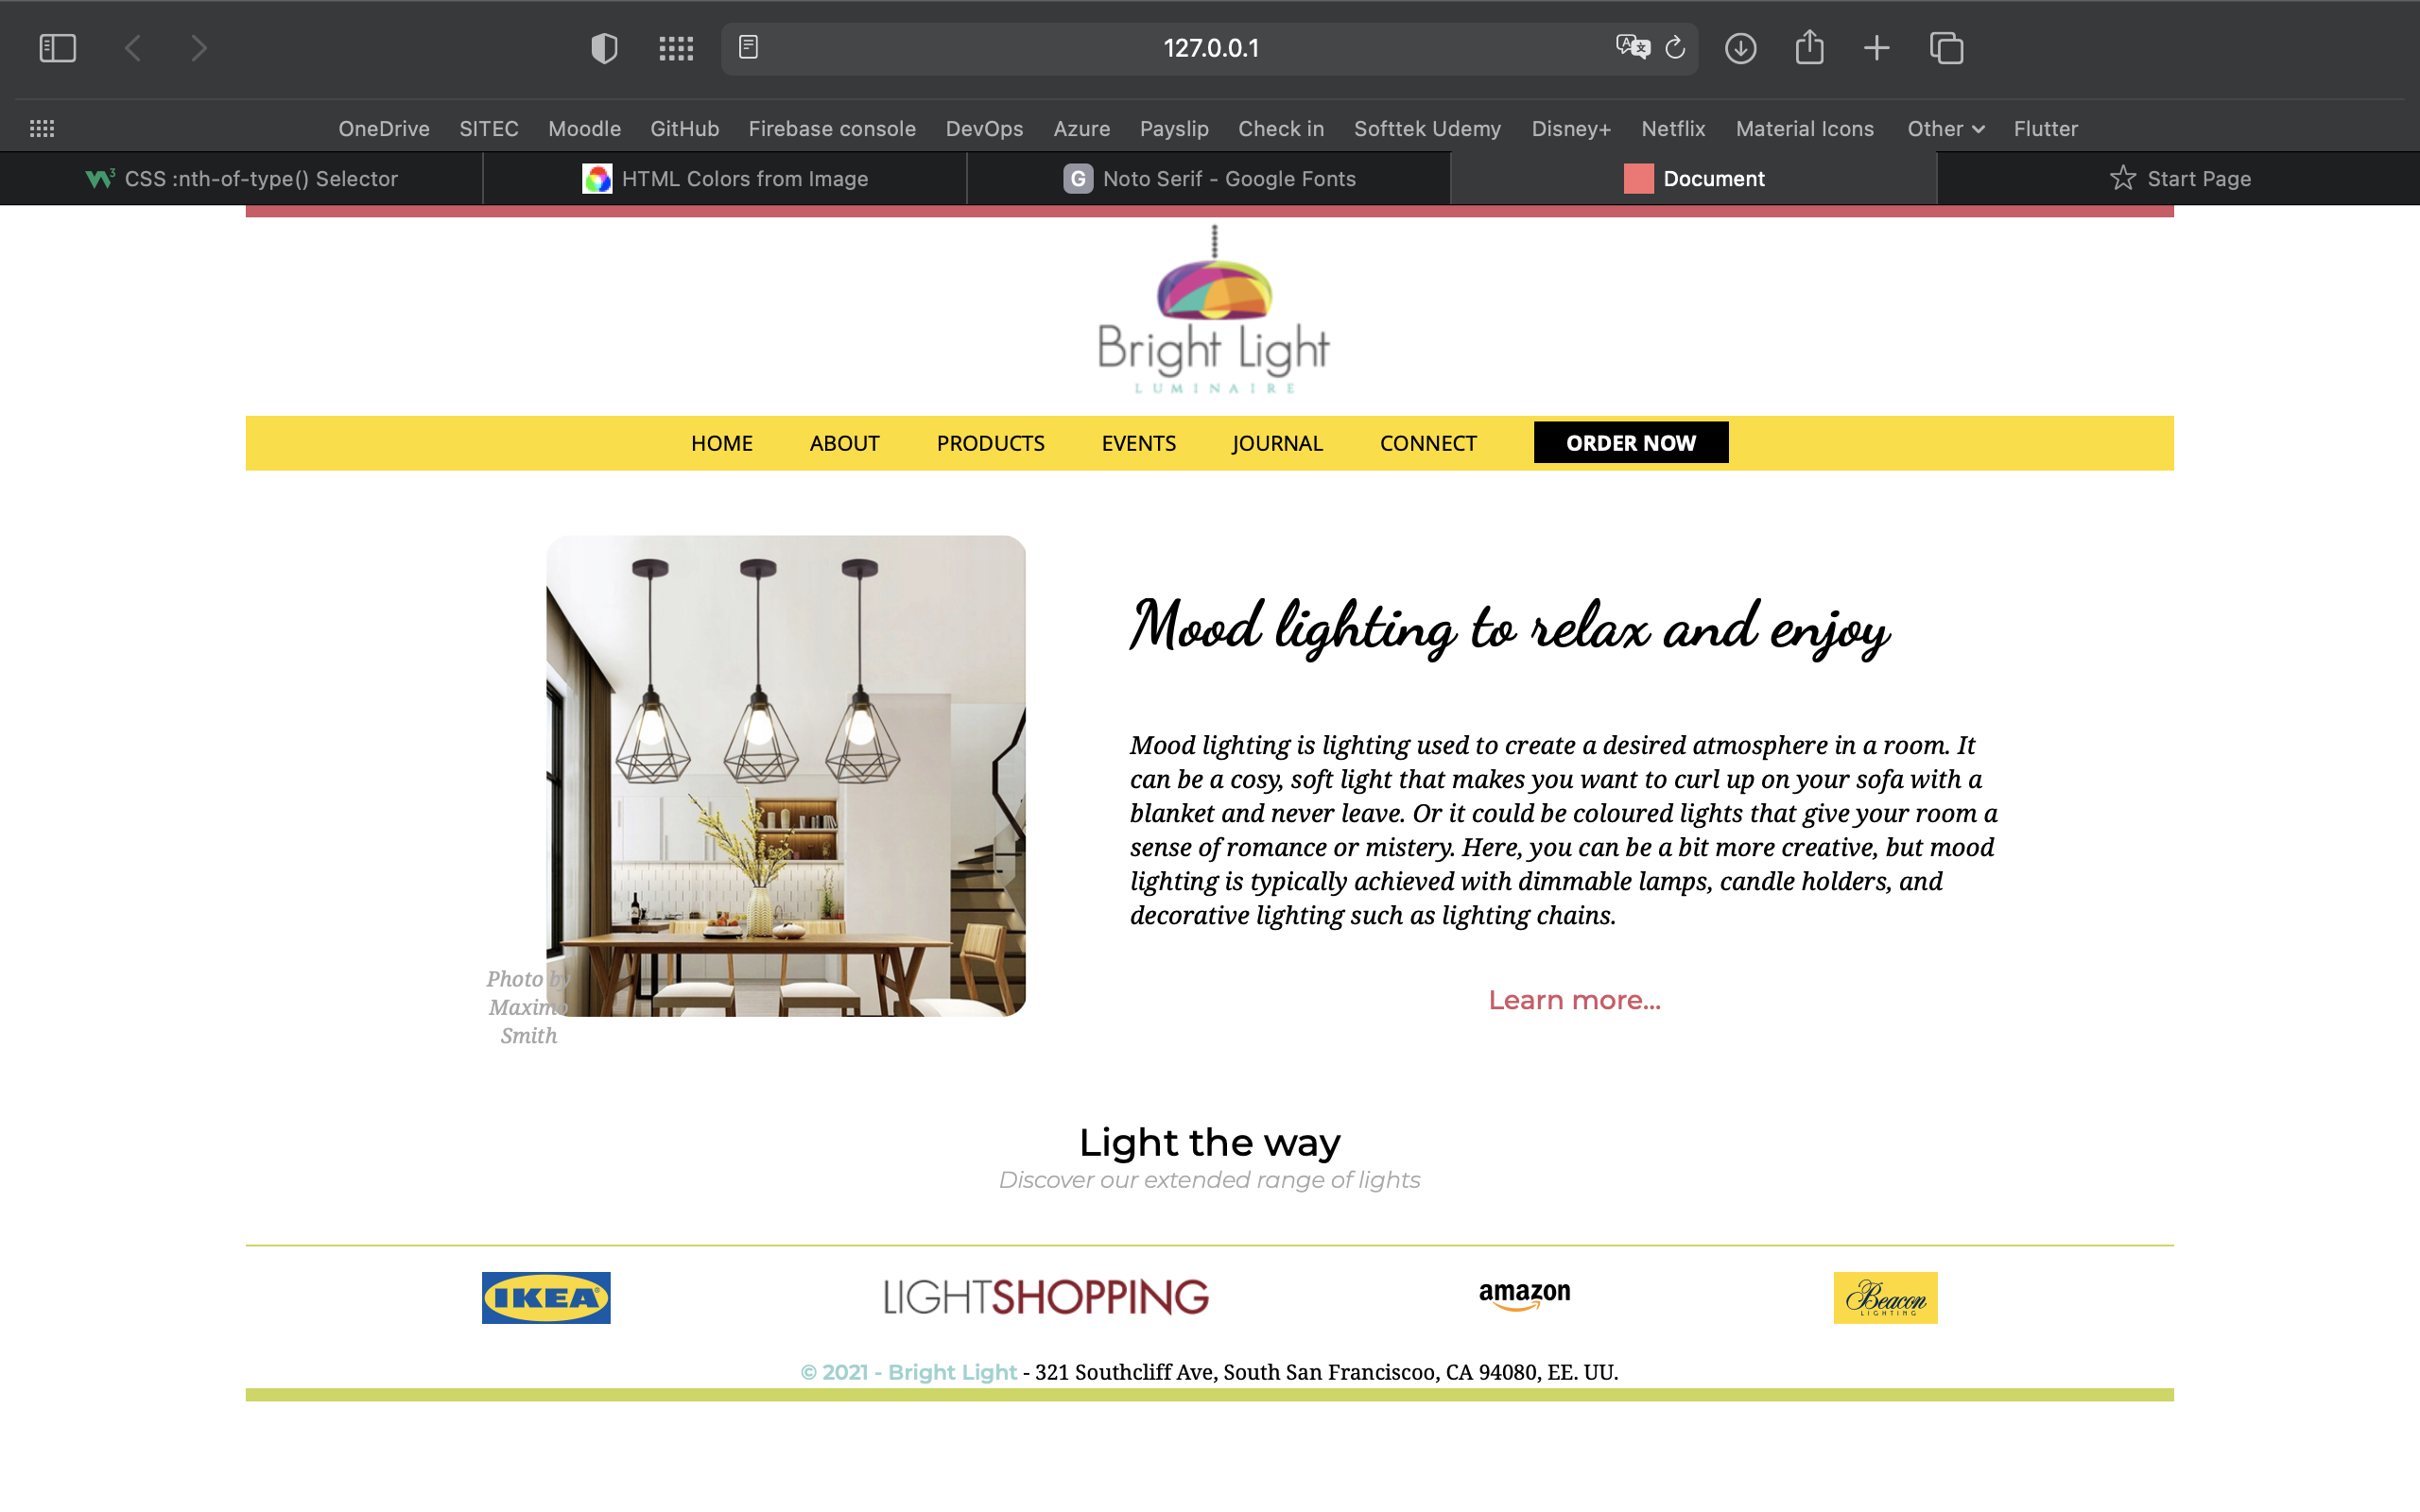 127.0.0.1
OneDrive SITEC Moodle GitHub Firebase console DevOps Azure Payslip Check in Softtek Udemy Disney+ Netflix Material Icons Other Flutter
W3 CSS :nth-of-type() Selector HTML Colors from Image G Noto Serif - Google Fonts Document Start Page
Bright Light
LUMINAIRE
HOME ABOUT PRODUCTS EVENTS JOURNAL CONNECT ORDER NOW
Mood lighting to relax and enjoy
Mood lighting is lighting used to create a desired atmosphere in a room. It
can be a cosy, soft light that makes you want to curl up on your sofa with a
blanket and never leave. Or it could be coloured lights that give your room a
sense of romance or mistery. Here, you can be a bit more creative, but mood
lighting is typically achieved with dimmable lamps, candle holders, and
decorative lighting such as lighting chains.
Photo by
Maximo
Smith
Learn more...
Light the way
Discover our extended range of lights
IKEA LIGHTSHOPPING amazon Beacon
LIGHTING
© 2021 - Bright Light - 321 Southcliff Ave, South San Franciscoo, CA 94080, EE. UU.